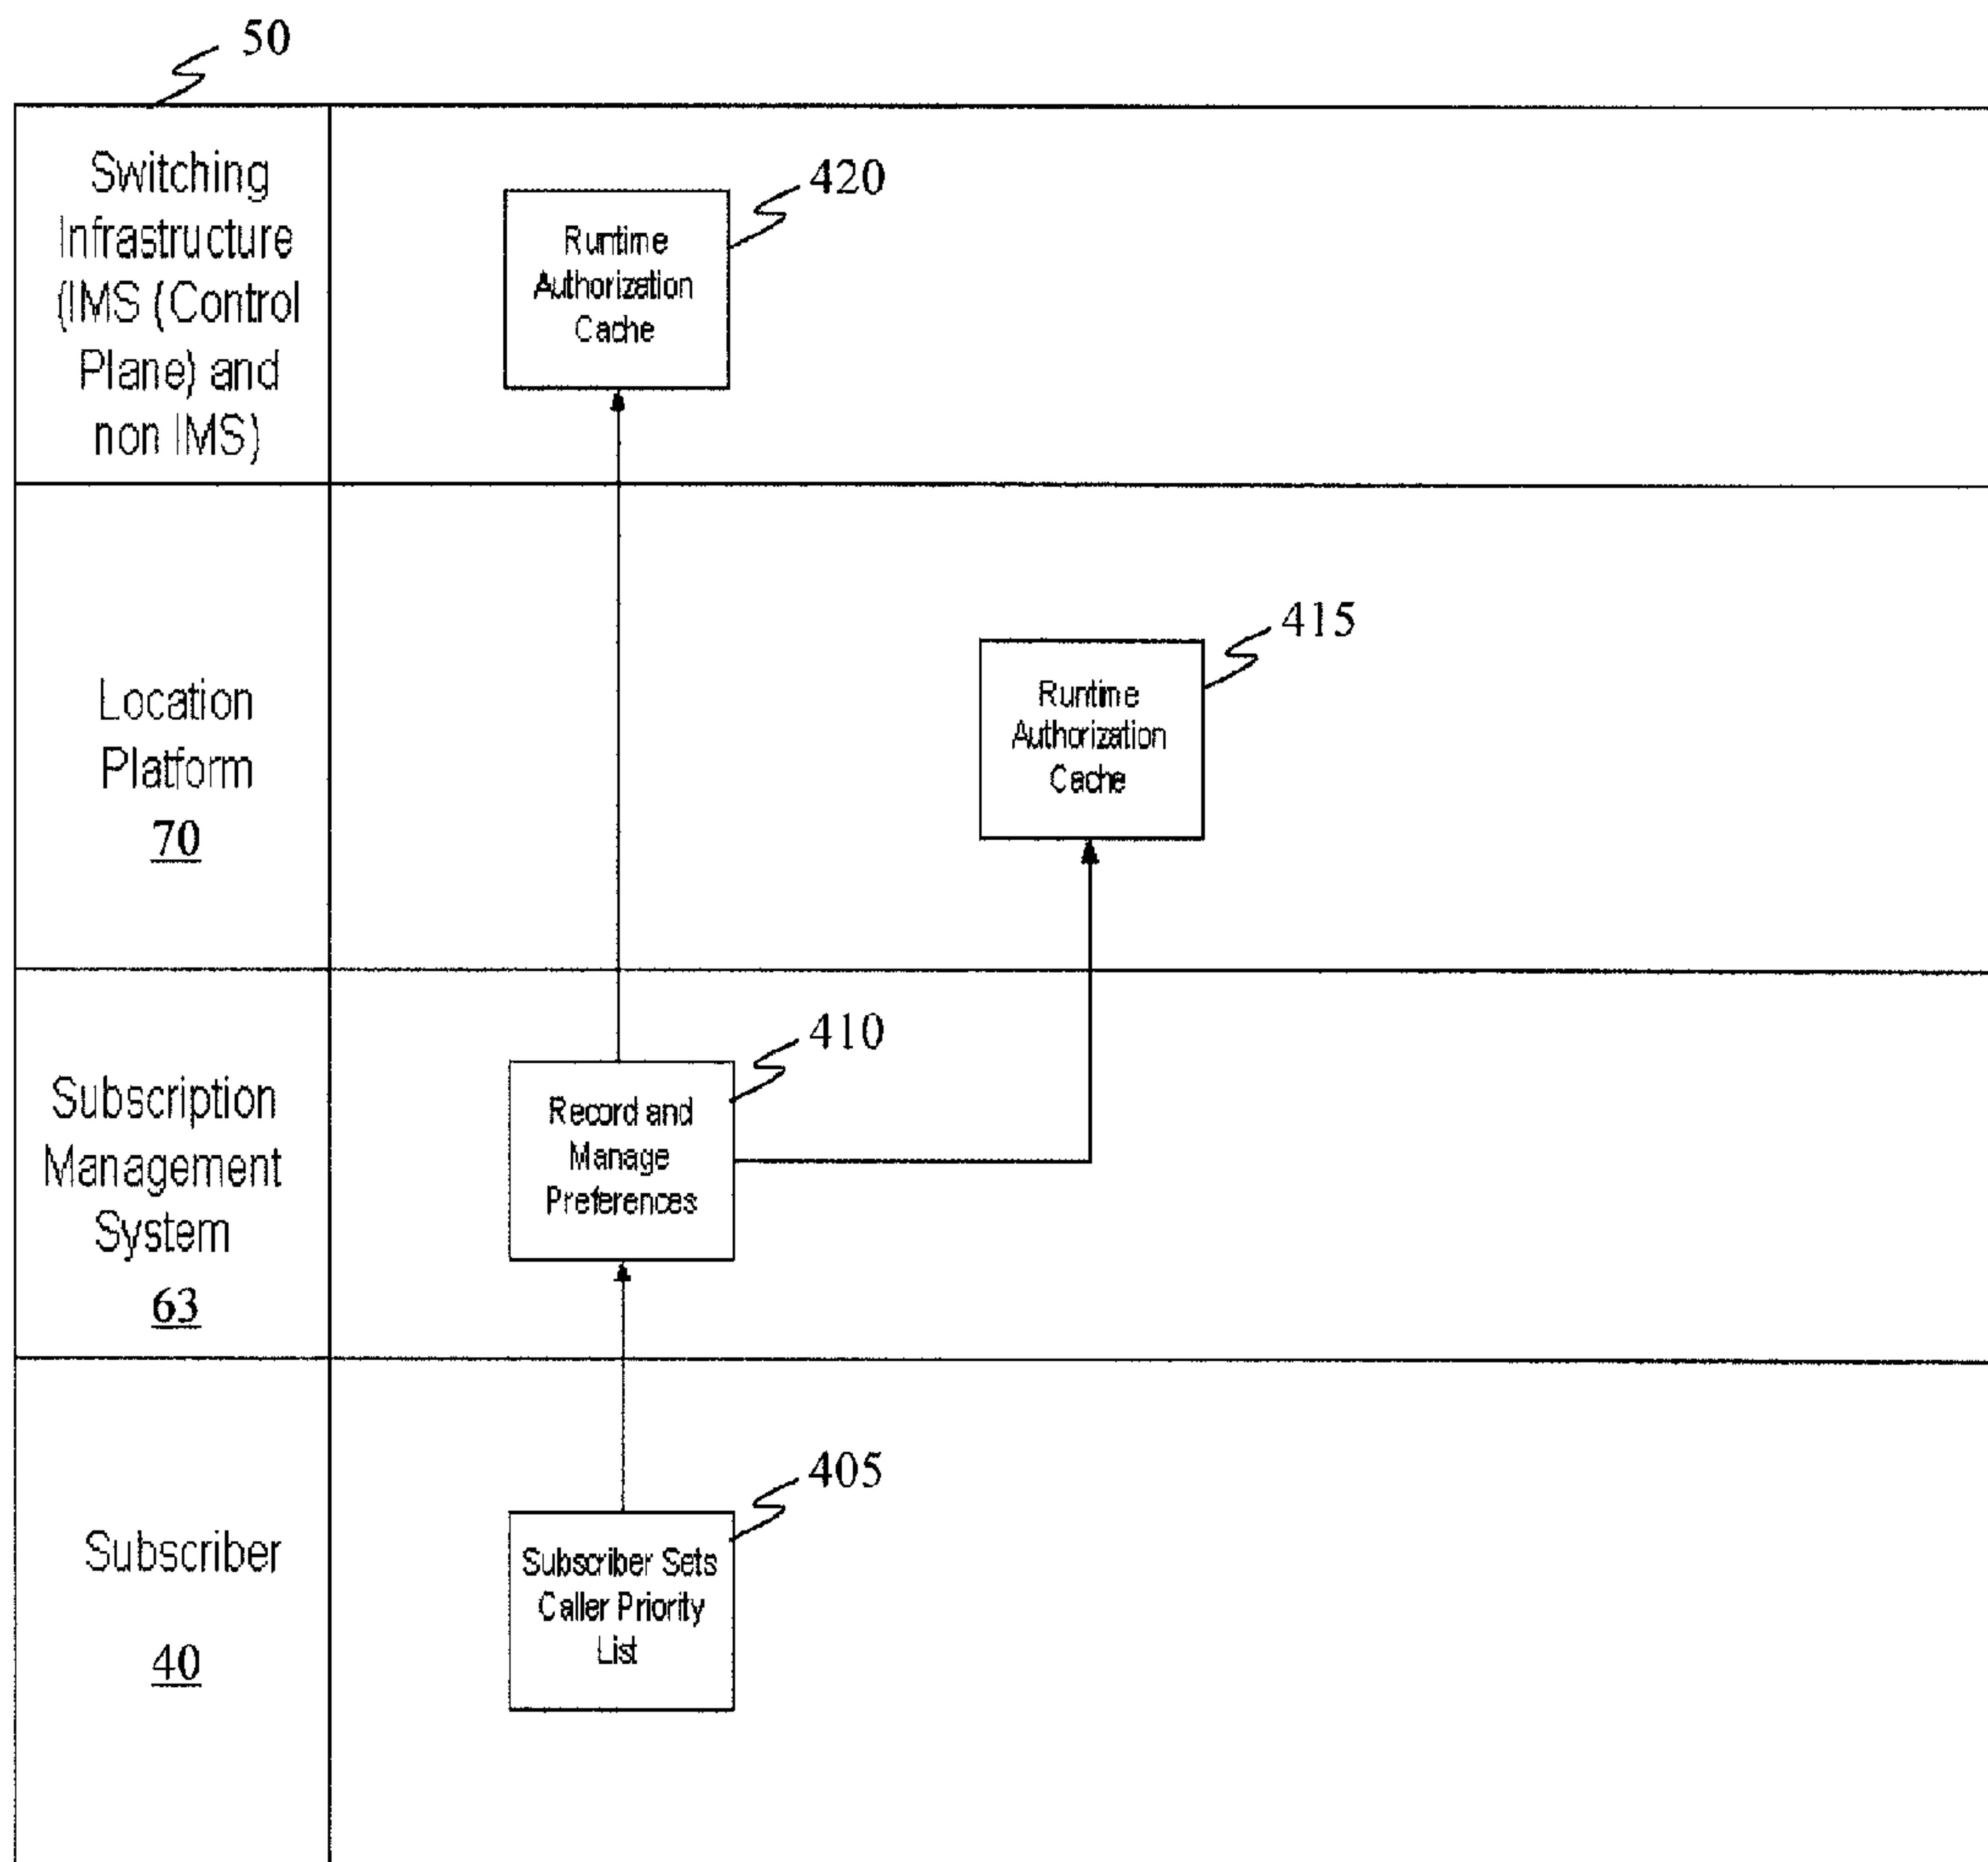 50
Switching
Infrastructure
(IMS (Control
Plane) and
non IMS)
420
Runtime
Authorization
Cache
Location
Platform
70
415
Runtime
Authorization
Cache
Subscription
Management
System
63
410
Record and
Manage
Preferences
Subscriber
40
405
Subscriber Sets
Caller Priority
List